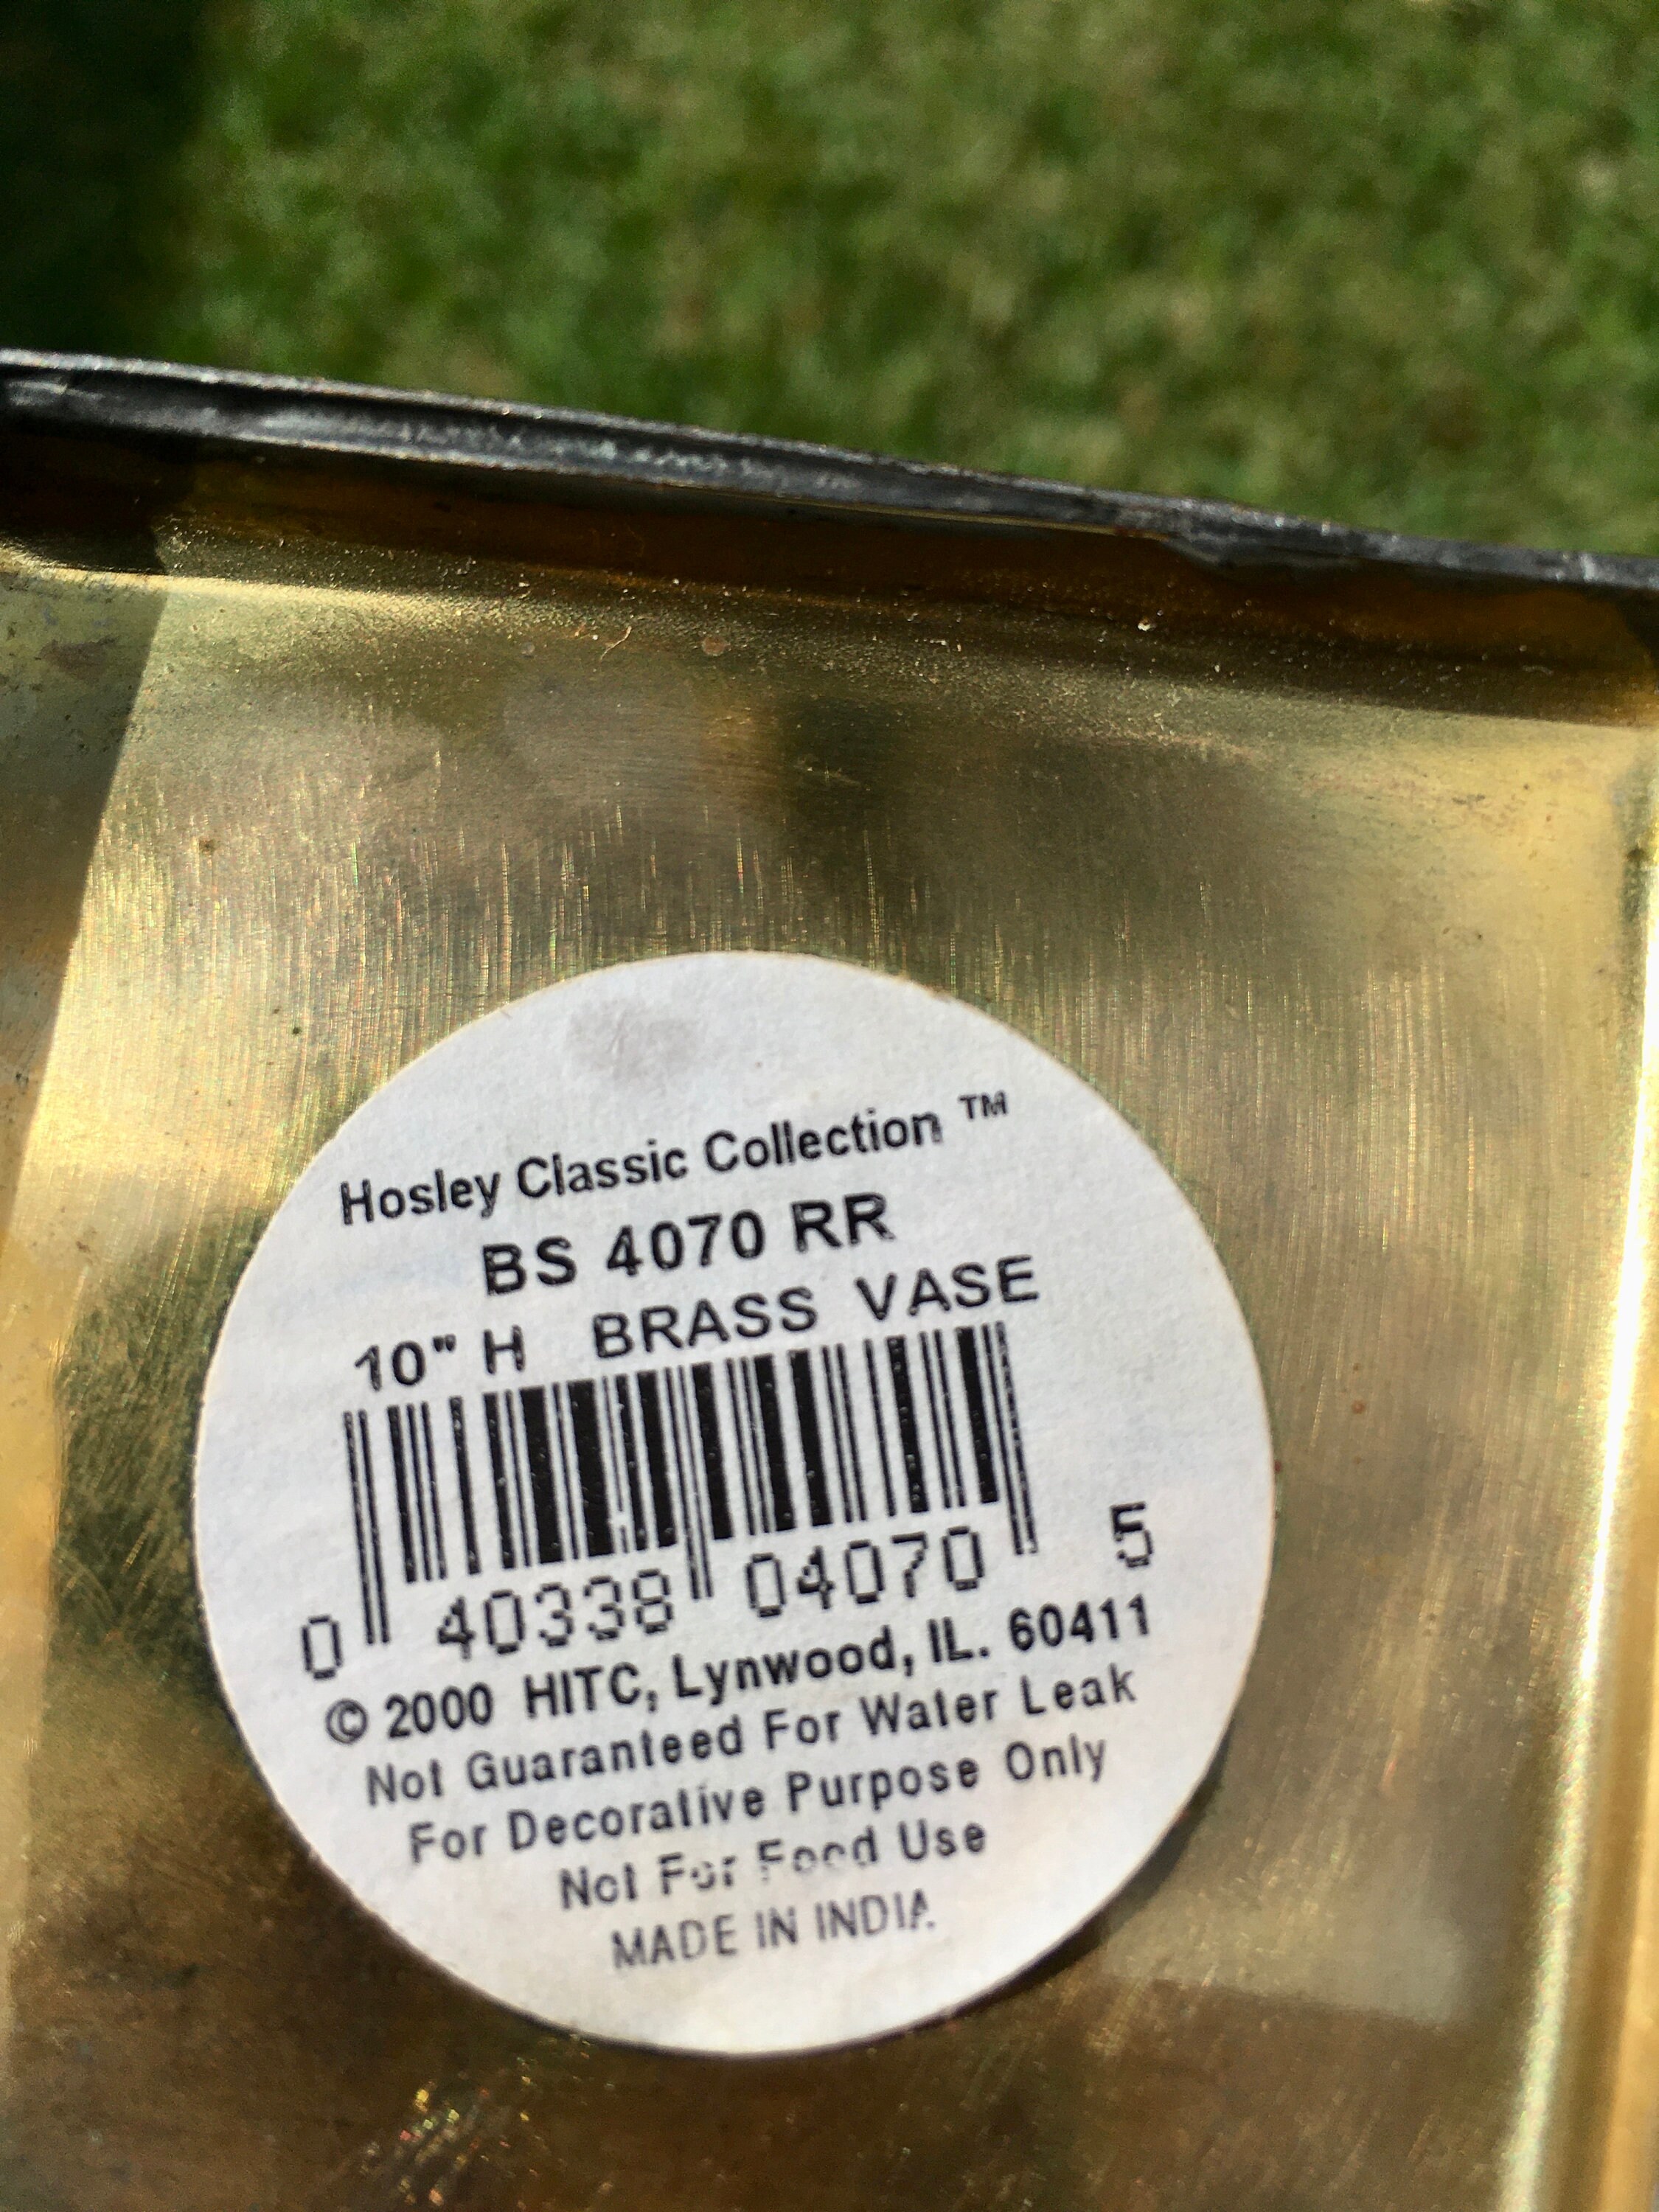 Hosley Classic Collection ™
BS 4070 RR
10" H BRASS VASE
0 40338 04070 5
© 2000 HITC, Lynwood, IL. 60411
Not Guaranteed For Water Leak
For Decorative Purpose Only
Not For Food Use
MADE IN INDIA